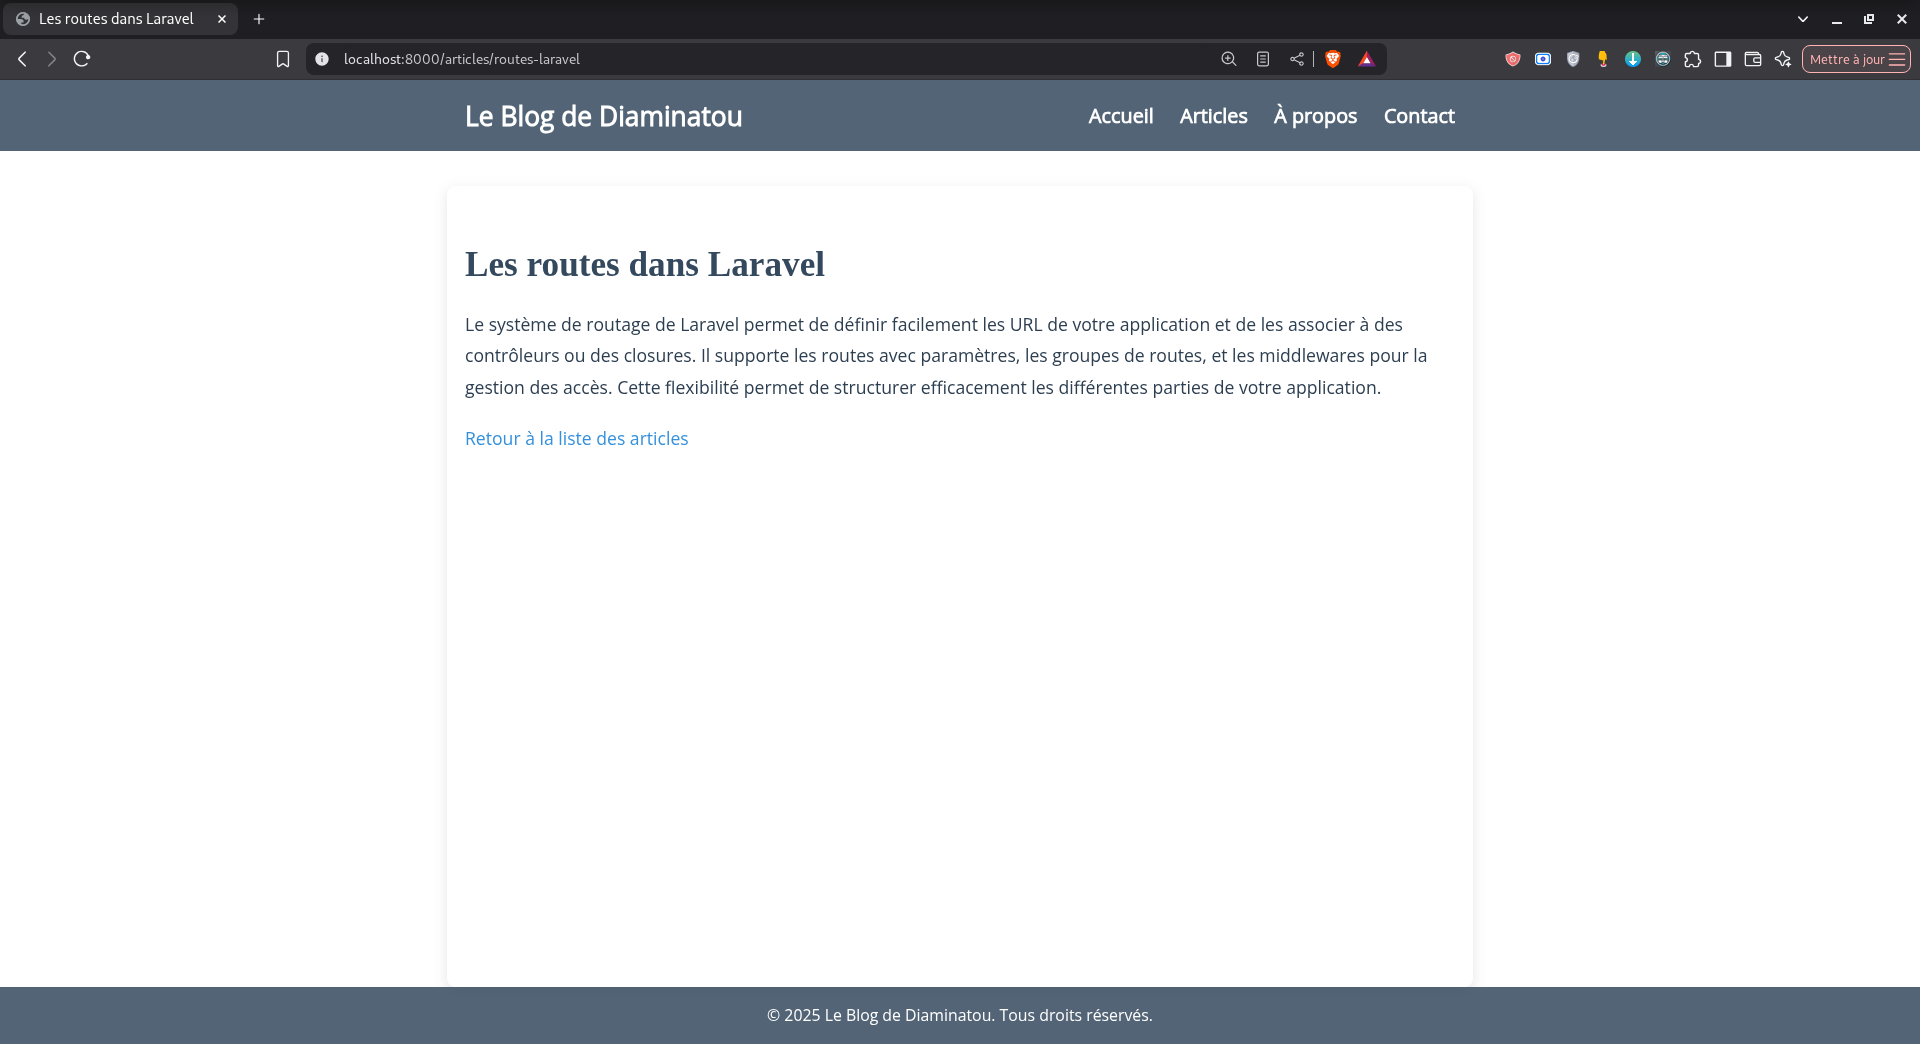 Les routes dans Laravel
localhost:8000/articles/routes-laravel
Mettre à jour
Le Blog de Diaminatou
Accueil Articles À propos Contact
Les routes dans Laravel
Le système de routage de Laravel permet de définir facilement les URL de votre application et de les associer à des
contrôleurs ou des closures. Il supporte les routes avec paramètres, les groupes de routes, et les middlewares pour la
gestion des accès. Cette flexibilité permet de structurer efficacement les différentes parties de votre application.
Retour à la liste des articles
© 2025 Le Blog de Diaminatou. Tous droits réservés.